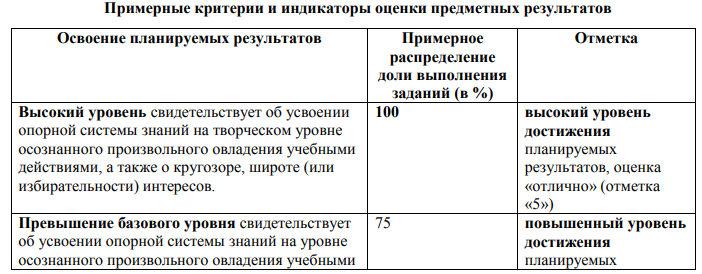 Примерные критерии и индикаторы оценки предметных результатов
Освоение планируемых результатов
Примерное
распределение
доли выполнения
заданий (в %)
Отметка
Высокий уровень свидетельствует об усвоении
опорной системы знаний на творческом уровне
осознанного произвольного овладения учебными
действиями, а также о кругозоре, широте (или
избирательности) интересов.
100
высокий уровень
достижения
планируемых
результатов, оценка
«отлично» (отметка
«5»)
Превышение базового уровня свидетельствует
об усвоении опорной системы знаний на уровне
осознанного произвольного овладения учебными
75
повышенный уровень
достижения
планируемых